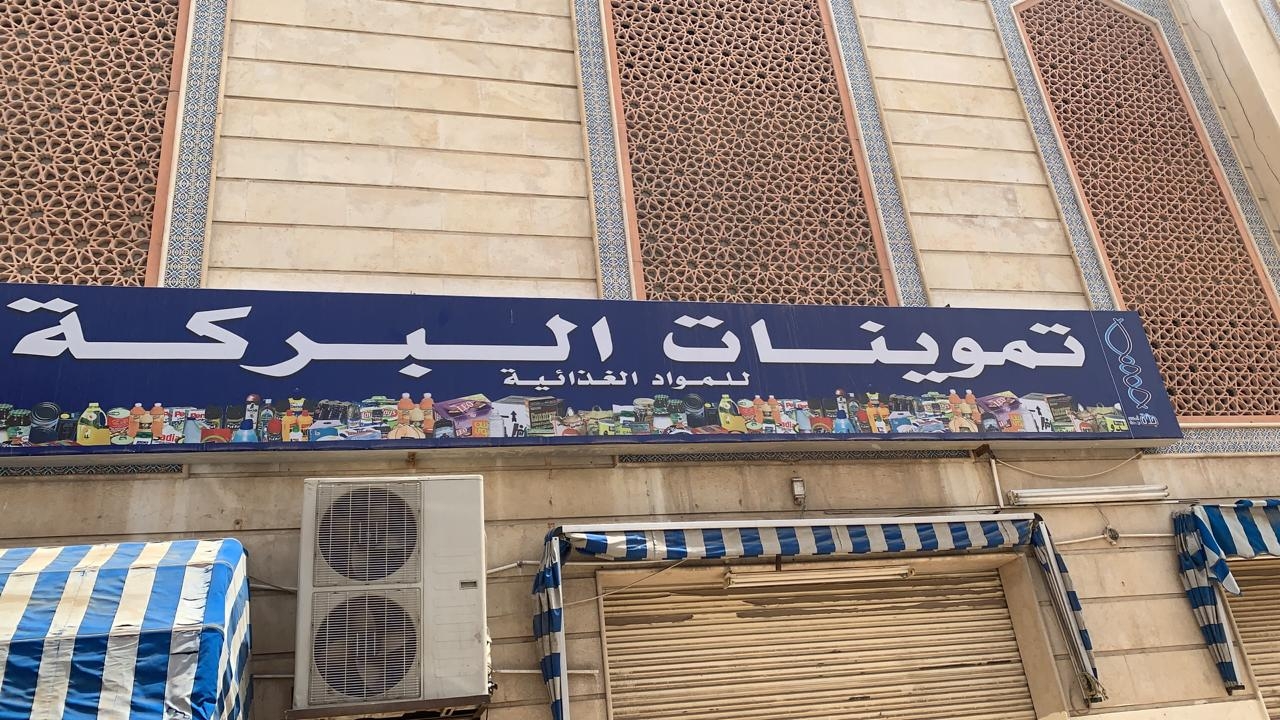 تموينات البركة
للمواد الغذائية